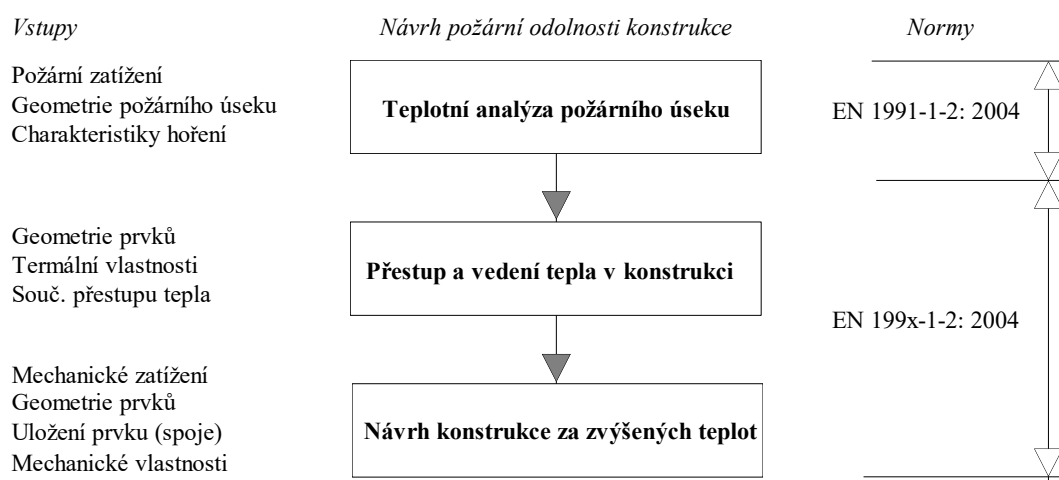 Vstupy
Návrh požární odolnosti konstrukce
Normy
Požární zatížení
Geometrie požárního úseku
Charakteristiky hoření
Teplotní analýza požárního úseku
EN 1991-1-2: 2004
Geometrie prvků
Termální vlastnosti
Souč. přestupu tepla
Přestup a vedení tepla v konstrukci
EN 199x-1-2: 2004
Mechanické zatížení
Geometrie prvků
Uložení prvku (spoje)
Mechanické vlastnosti
Návrh konstrukce za zvýšených teplot